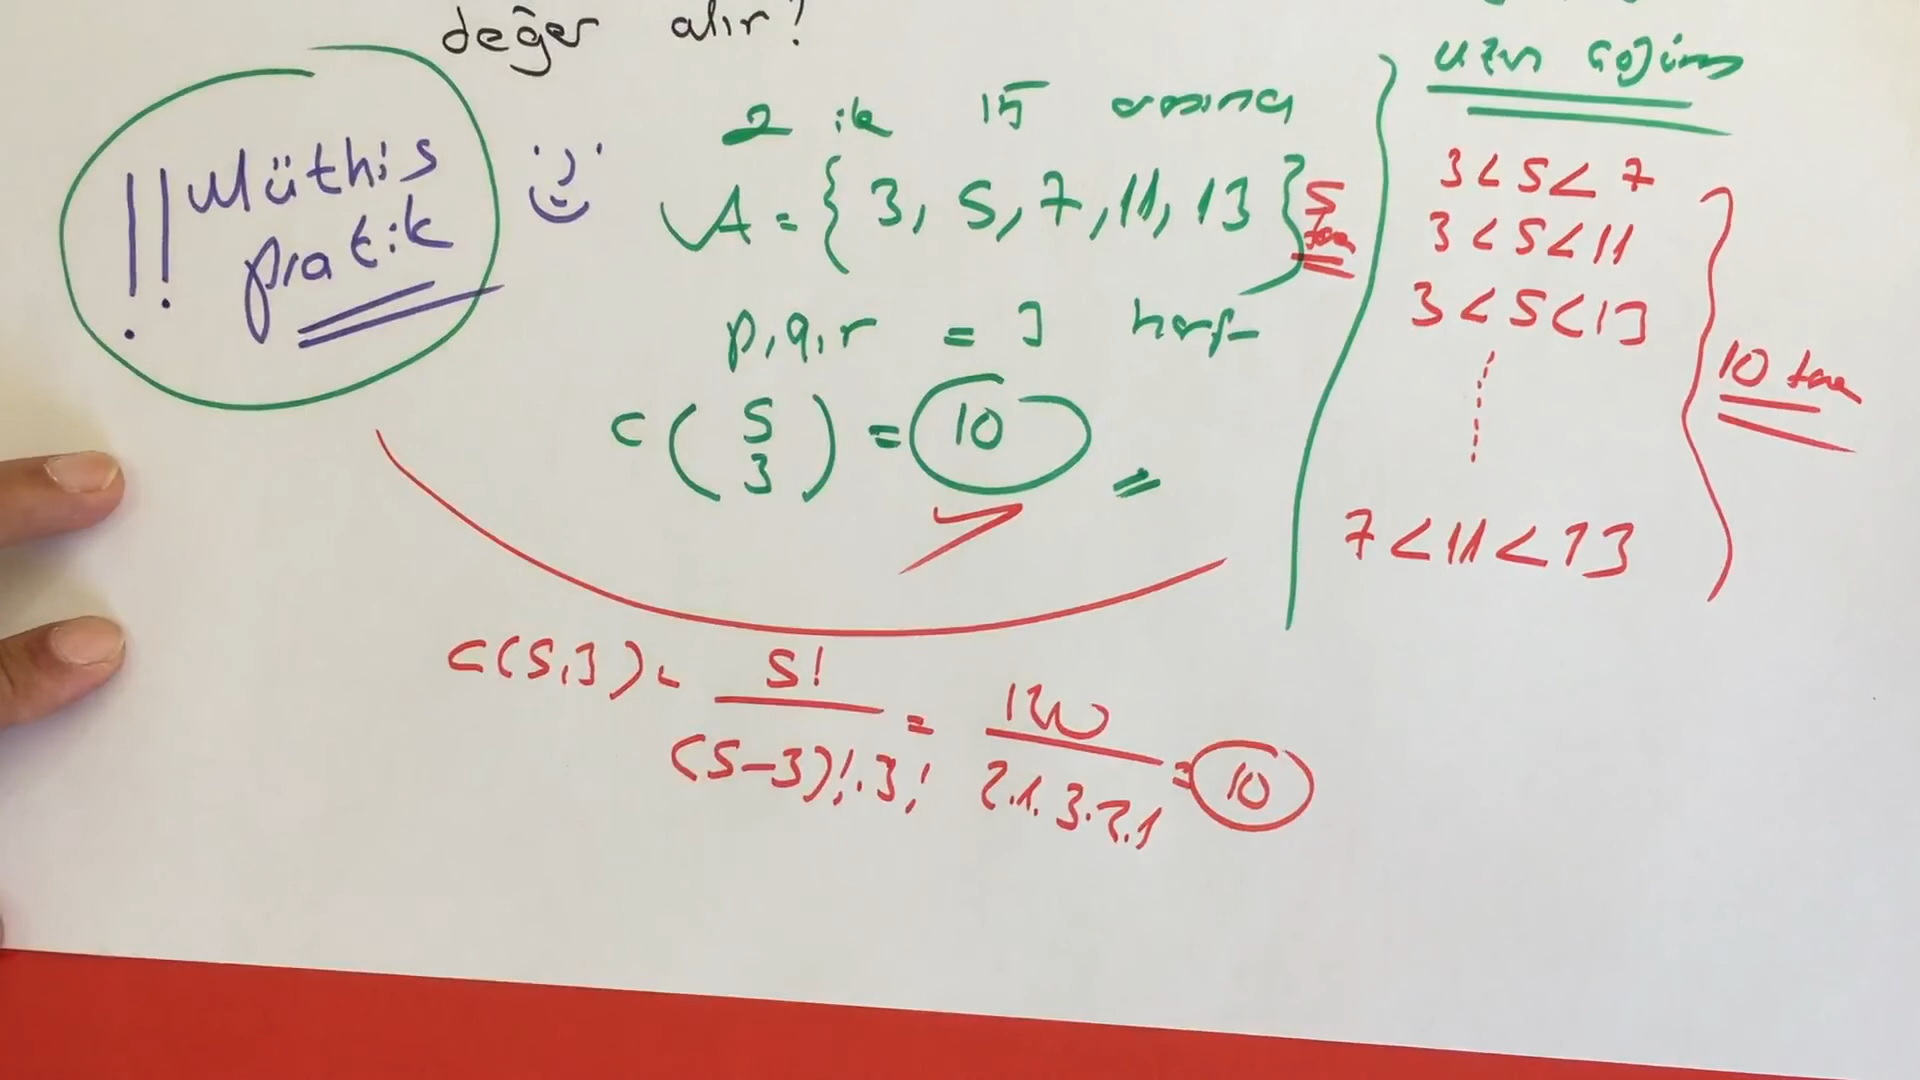 değer alır?
!! Müthiş
pratik
2 ile 15 arasında
A = {3, 5, 7, 11, 13} 5 tane
p,q,r = 3 harf
C(5 3) = 10
C(5,3) = 5! / (5-3)!.3! = 120 / 2.1.3.2.1 = 10
uzun çözüm
3<5<7
3<5<11
3<5<13
7<11<13
10 tane